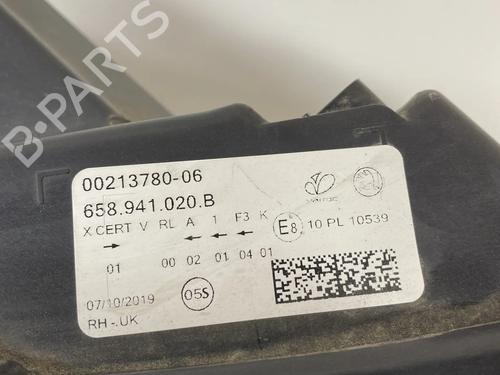 B-PARTS
00213780-06
658.941.020.B
X CERT V RL A 1 F3 K
01 00 02 01 04 01
E8 10 PL 10539
07/10/2019 05S
RH -. UK